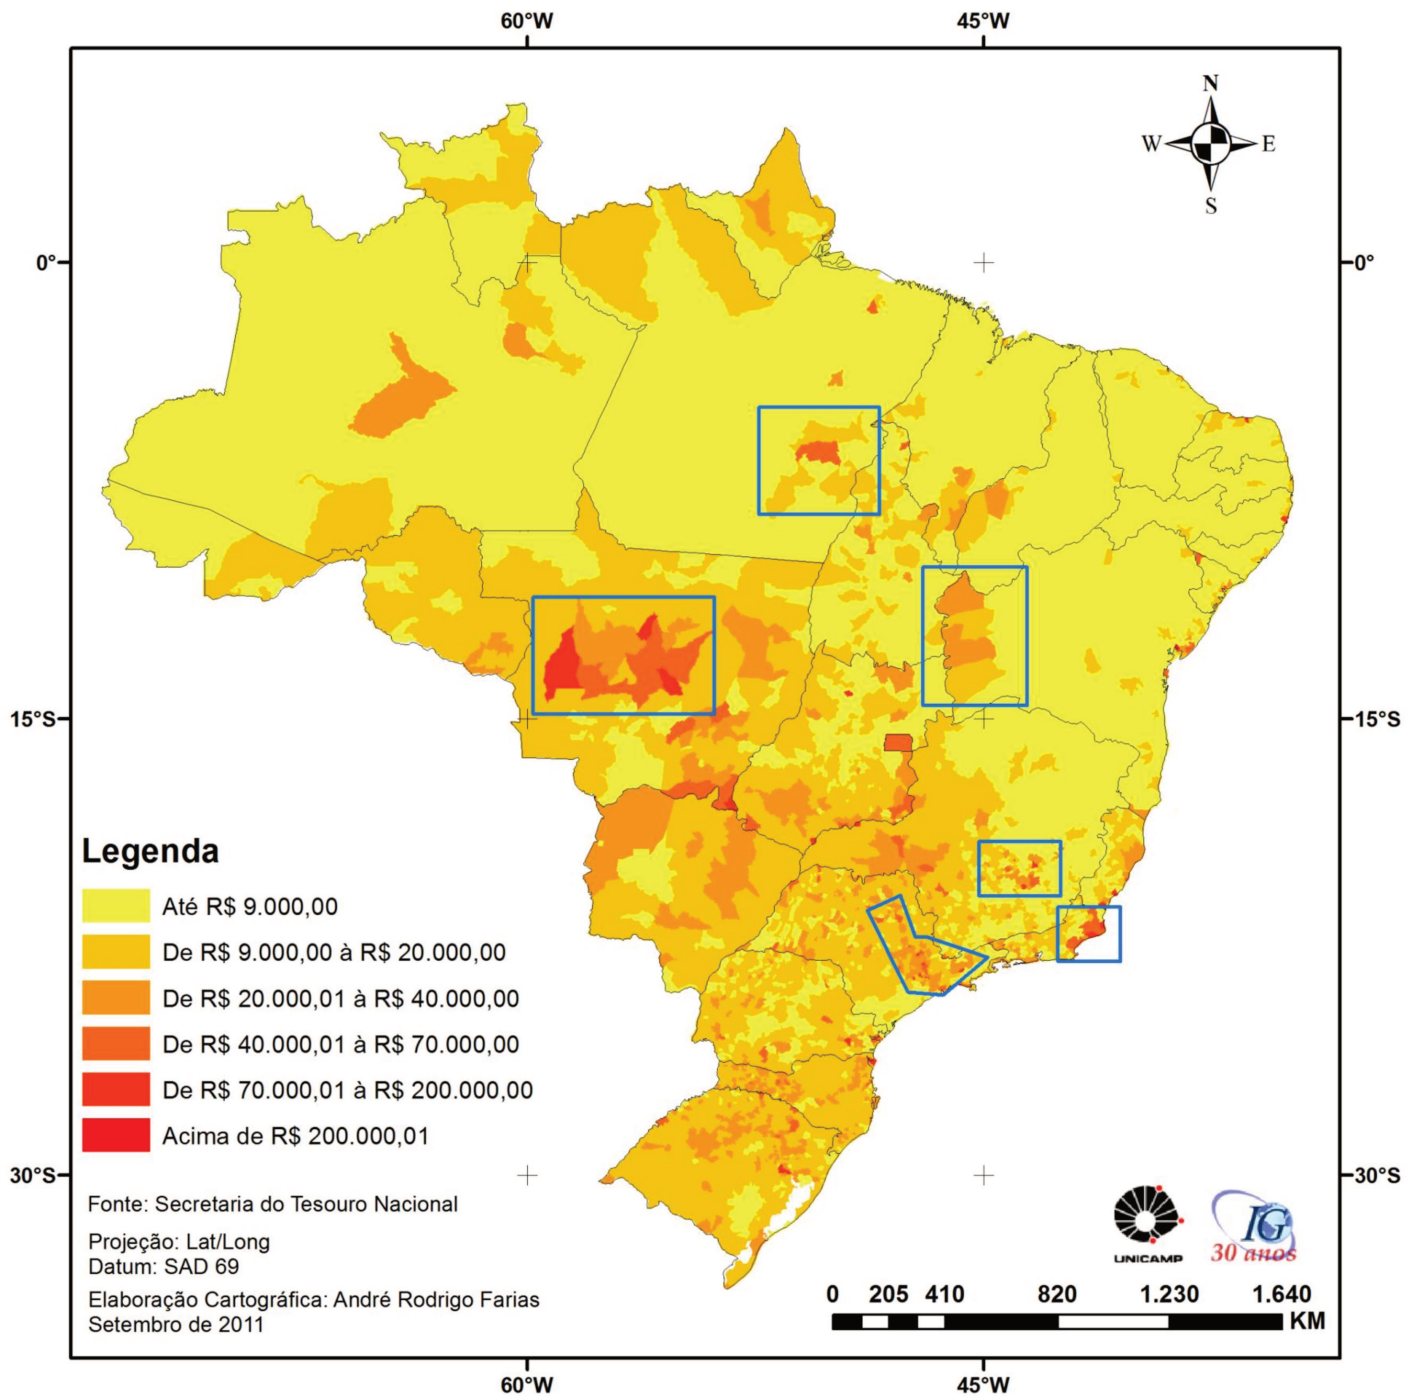 60°W 45°W
N
W E
S
0° 0°
15°S 15°S
Legenda
Até R$ 9.000,00
De R$ 9.000,00 à R$ 20.000,00
De R$ 20.000,01 à R$ 40.000,00
De R$ 40.000,01 à R$ 70.000,00
De R$ 70.000,01 à R$ 200.000,00
Acima de R$ 200.000,01
30°S 30°S
Fonte: Secretaria do Tesouro Nacional
Projeção: Lat/Long
Datum: SAD 69
Elaboração Cartográfica: André Rodrigo Farias
Setembro de 2011
UNICAMP
IG
30 anos
0 205 410 820 1.230 1.640
KM
60°W 45°W